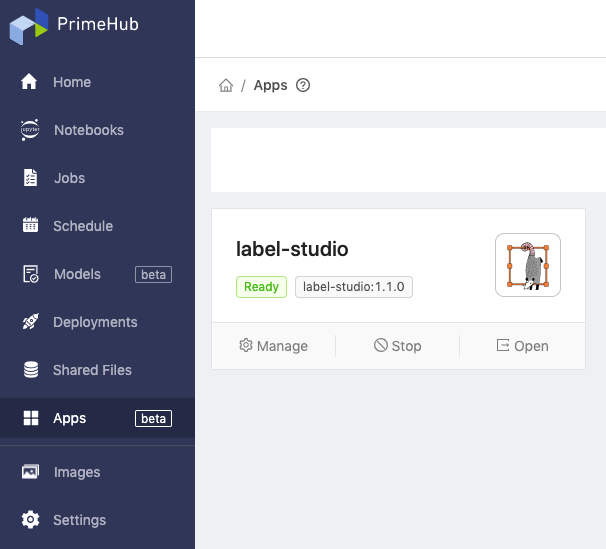 PrimeHub
Home
Notebooks
Jobs
Schedule
Models beta
Deployments
Shared Files
Apps beta
Images
Settings
/ Apps ?
label-studio
Ready label-studio:1.1.0
Manage Stop Open